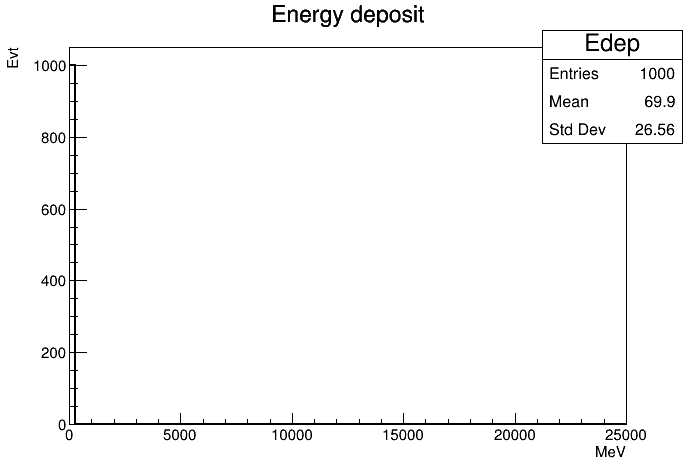 Energy deposit
Edep
Entries 1000
Mean 69.9
Std Dev 26.56
Evt
1000
800
600
400
200
0
0 5000 10000 15000 20000 25000
MeV